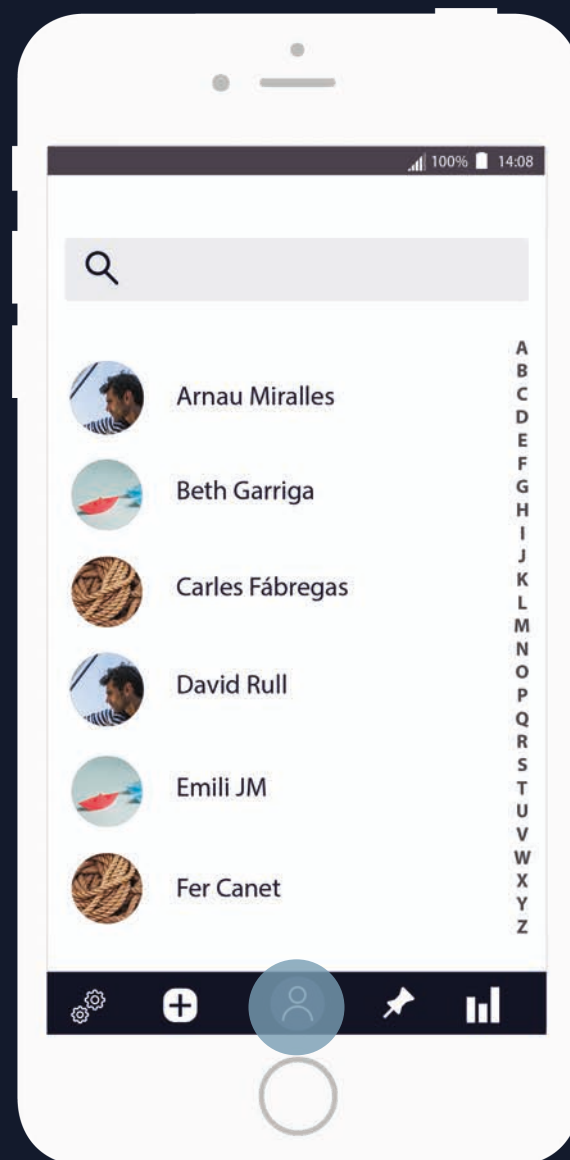 100% 14:08
Arnau Miralles
Beth Garriga
Carles Fábregas
David Rull
Emili JM
Fer Canet
A
B
C
D
E
F
G
H
I
J
K
L
M
N
O
P
Q
R
S
T
U
V
W
X
Y
Z